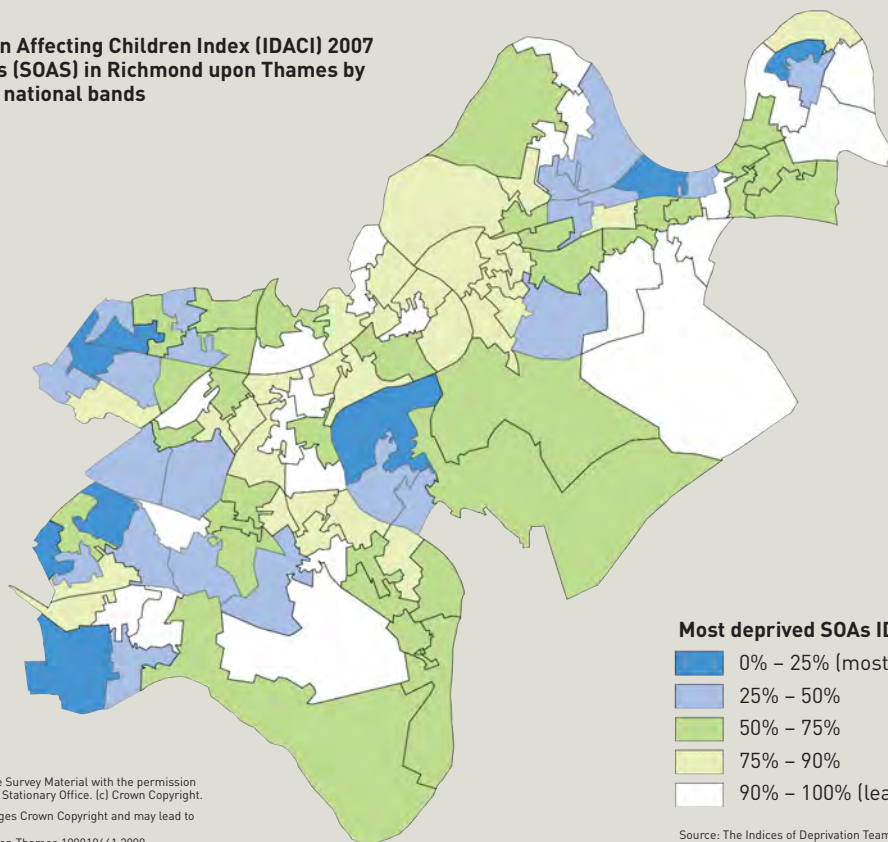 n Affecting Children Index (IDACI) 2007
s (SOAS) in Richmond upon Thames by
national bands
Most deprived SOAs ID
0% – 25% (most
25% – 50%
50% – 75%
75% – 90%
90% – 100% (lea
e Survey Material with the permission
Stationary Office. (c) Crown Copyright.
ges Crown Copyright and may lead to
Source: The Indices of Deprivation Team